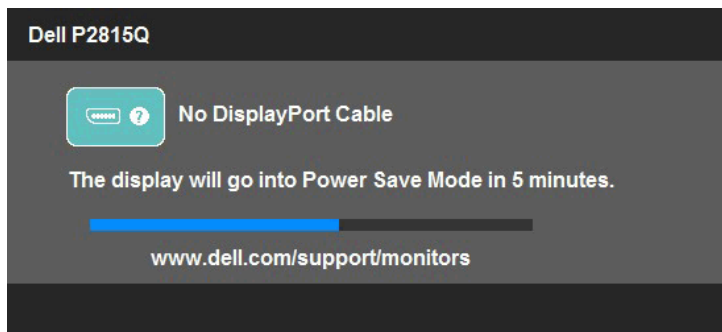 Dell P2815Q
No DisplayPort Cable
The display will go into Power Save Mode in 5 minutes.
www.dell.com/support/monitors